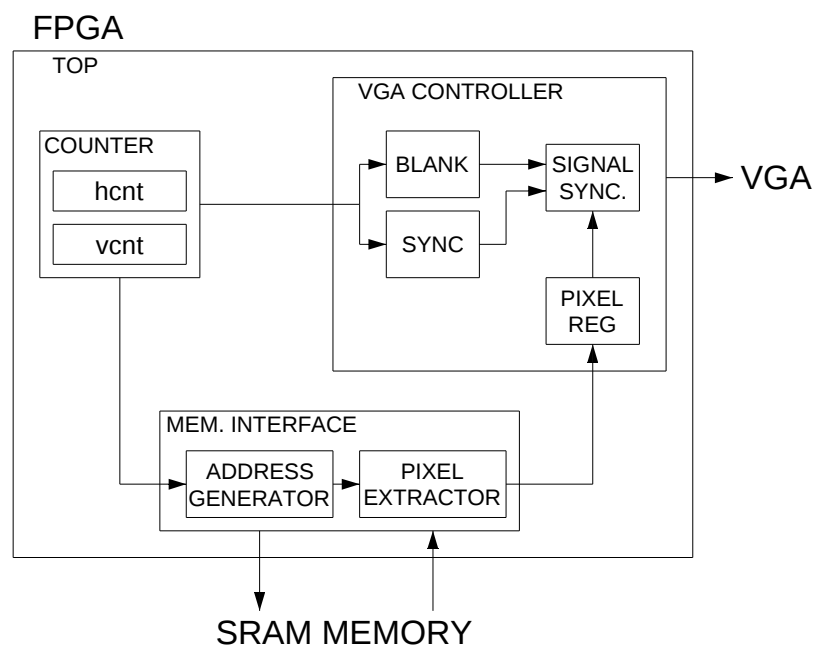 FPGA
TOP
VGA CONTROLLER
COUNTER
hcnt
vcnt
BLANK
SYNC
SIGNAL
SYNC.
VGA
PIXEL
REG
MEM. INTERFACE
ADDRESS
GENERATOR
PIXEL
EXTRACTOR
SRAM MEMORY